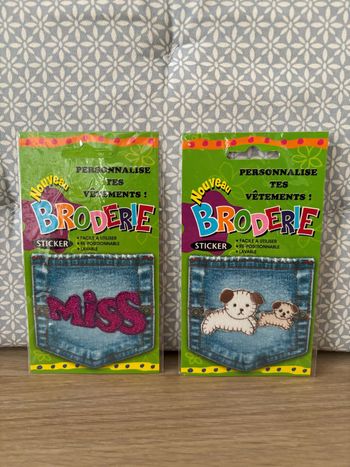 PERSONNALISE
TES
VÊTEMENTS !
Nouveau
BRODERIE
STICKER
• FACILE À UTILISER
• RE-POSITIONNABLE
• LAVABLE
MISS
PERSONNALISE
TES
VÊTEMENTS !
Nouveau
BRODERIE
STICKER
• FACILE À UTILISER
• RE-POSITIONNABLE
• LAVABLE